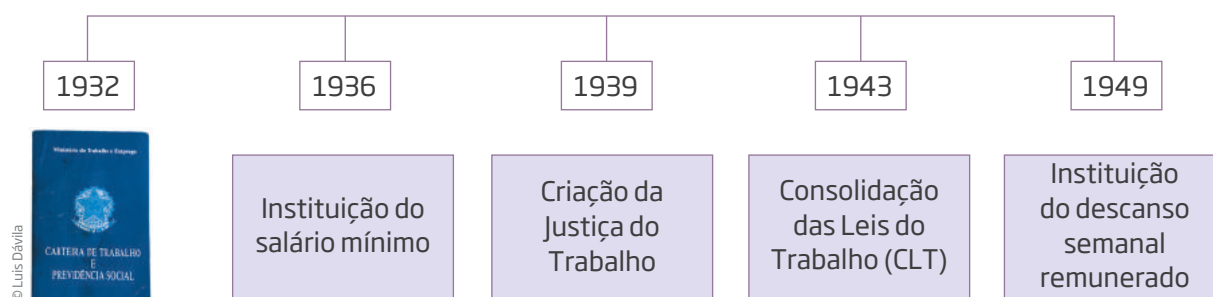 1932
1936
1939
1943
1949
Ministério do Trabalho e Emprego
CARTEIRA DE TRABALHO
E
PREVIDÊNCIA SOCIAL
© Luis Dávila
Instituição do
salário mínimo
Criação da
Justiça do
Trabalho
Consolidação
das Leis do
Trabalho (CLT)
Instituição
do descanso
semanal
remunerado